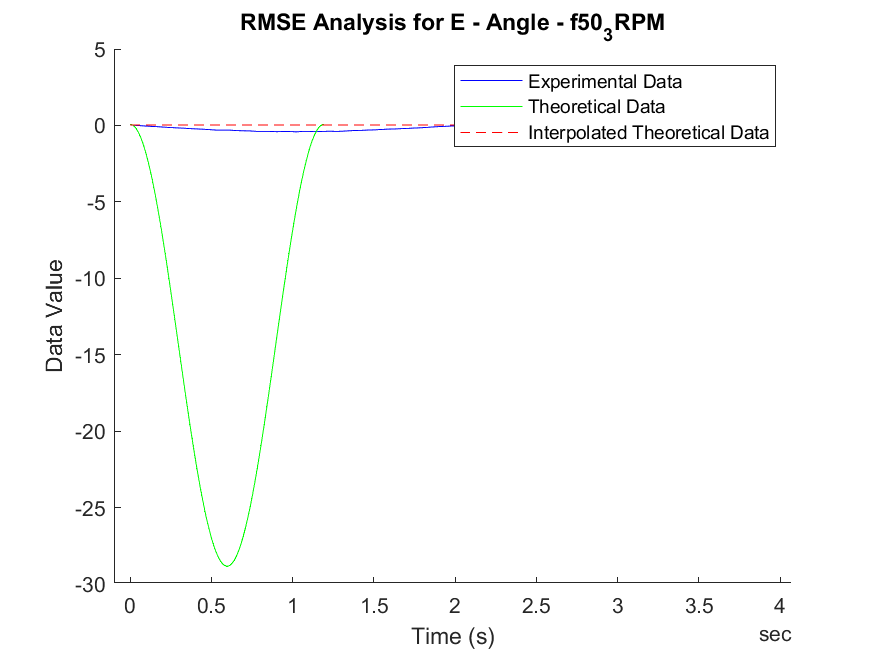 RMSE Analysis for E - Angle - f50₃RPM
Experimental Data
Theoretical Data
Interpolated Theoretical Data
Data Value
5
0
-5
-10
-15
-20
-25
-30
0 0.5 1 1.5 2 2.5 3 3.5 4
sec
Time (s)